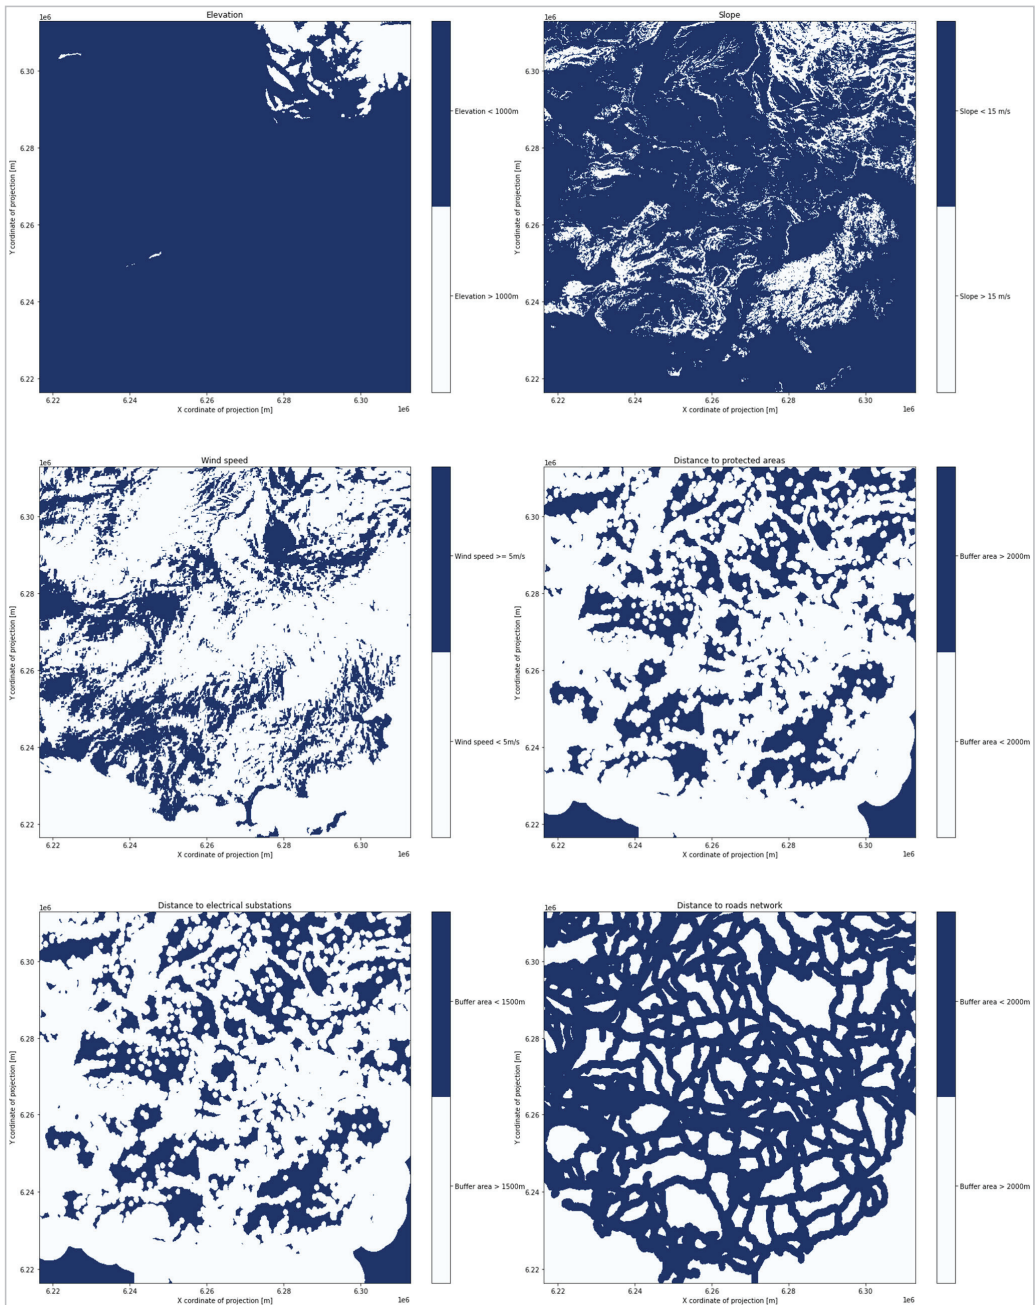 Elevation
1e6
6.30
6.28
6.26
6.24
6.22
Y cordinate of projection [m]
6.22 6.24 6.26 6.28 6.30
1e6
X cordinate of projection [m]
Elevation < 1000m
Elevation > 1000m
Slope
1e6
6.30
6.28
6.26
6.24
6.22
Y cordinate of projection [m]
6.22 6.24 6.26 6.28 6.30
1e6
X cordinate of projection [m]
Slope < 15 m/s
Slope > 15 m/s
Wind speed
1e6
6.30
6.28
6.26
6.24
6.22
Y cordinate of projection [m]
6.22 6.24 6.26 6.28 6.30
1e6
X cordinate of projection [m]
Wind speed >= 5m/s
Wind speed < 5m/s
Distance to protected areas
1e6
6.30
6.28
6.26
6.24
6.22
Y cordinate of projection [m]
6.22 6.24 6.26 6.28 6.30
1e6
X cordinate of projection [m]
Buffer area > 2000m
Buffer area < 2000m
Distance to electrical substations
1e6
6.30
6.28
6.26
6.24
6.22
Y cordinate of projection [m]
6.22 6.24 6.26 6.28 6.30
1e6
X cordinate of projection [m]
Buffer area < 1500m
Buffer area > 1500m
Distance to roads network
1e6
6.30
6.28
6.26
6.24
6.22
Y cordinate of projection [m]
6.22 6.24 6.26 6.28 6.30
1e6
X cordinate of projection [m]
Buffer area < 2000m
Buffer area > 2000m